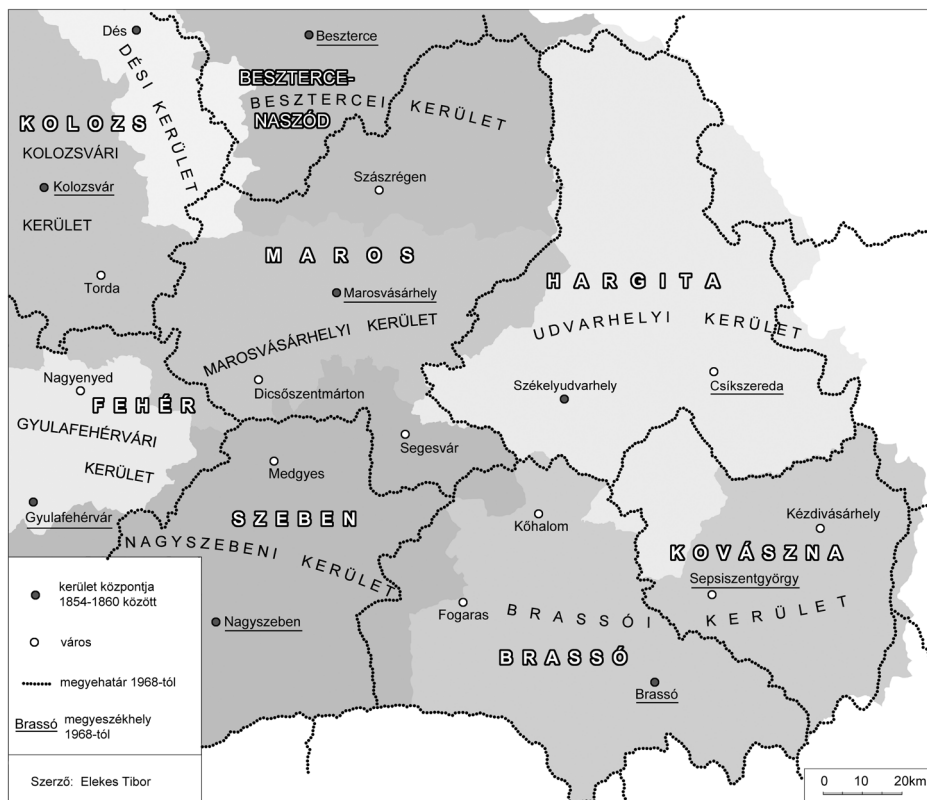 Dés
Beszterce
DÉSI KERÜLET
BESZTERCE-
NASZÓD
BESZTERCEI KERÜLET
KOLOZS
KOLOZSVÁRI
Kolozsvár
KERÜLET
Szászrégen
Torda
MAROS
Marosvásárhely
MAROSVÁSÁRHELYI KERÜLET
HARGITA
UDVARHELYI KERÜLET
Nagyenyed
FEHÉR
Dicsőszentmárton
Székelyudvarhely
Csíkszereda
GYULAFEHÉRVÁRI
KERÜLET
Segesvár
Medgyes
Gyulafehérvár
SZEBEN
NAGYSZEBENI KERÜLET
Kőhalom
Kézdivásárhely
KOVÁSZNA
Sepsiszentgyörgy
Fogaras
BRASSÓI KERÜLET
Nagyszeben
BRASSÓ
Brassó
kerület központja
1854-1860 között
város
megyehatár 1968-tól
Brassó megyeszékhely
1968-tól
Szerző: Elekes Tibor
0 10 20km